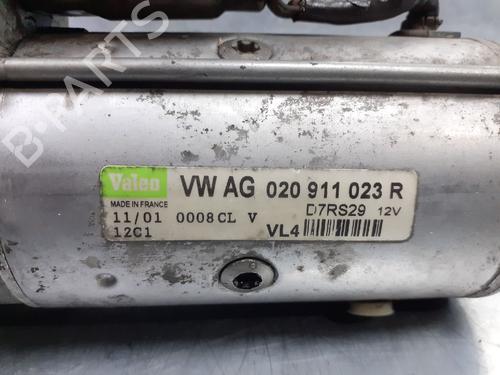 B-PARTS
Valeo VW AG 020 911 023 R
MADE IN FRANCE D7RS29 12V
11/01 0008CL V
12C1 VL4